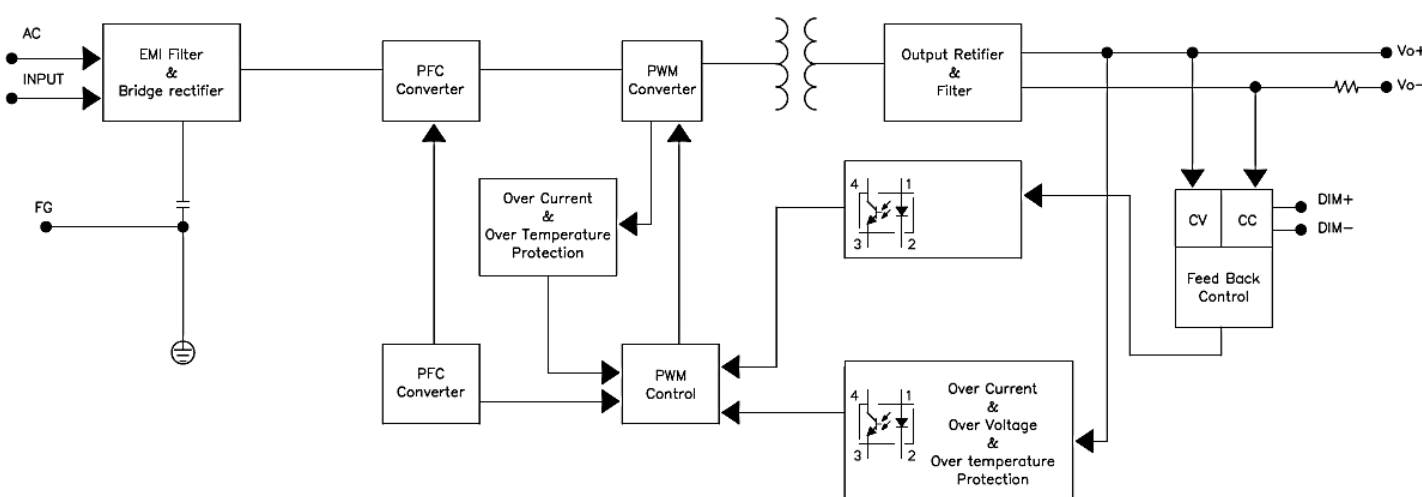 AC
INPUT
EMI Filter
&
Bridge rectifier
PFC
Converter
PWM
Converter
Output Retifier
&
Filter
Vo+
Vo-
FG
Over Current
&
Over Temperature
Protection
4 1
3 2
CV CC
DIM+
DIM-
Feed Back
Control
PFC
Converter
PWM
Control
4 1
3 2
Over Current
&
Over Voltage
&
Over temperature
Protection